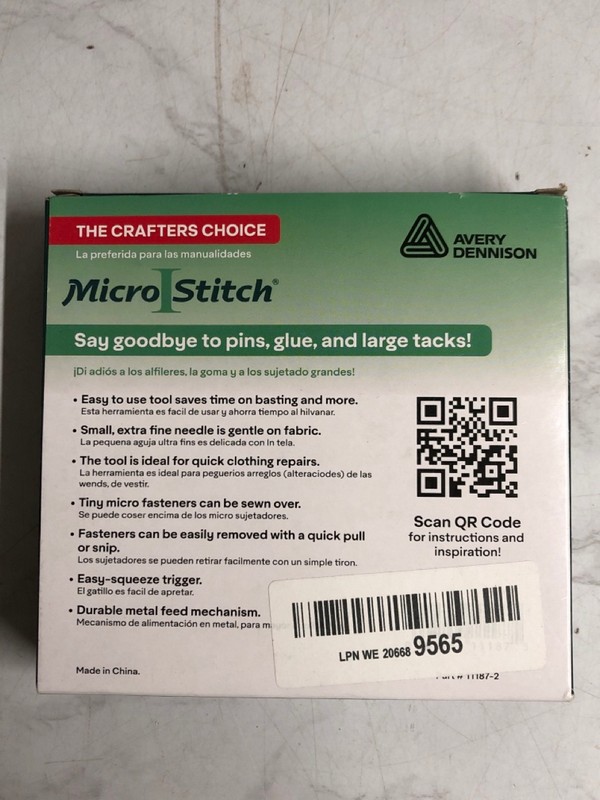 THE CRAFTERS CHOICE
La preferida para las manualidades
AVERY
DENNISON
Micro I Stitch®
Say goodbye to pins, glue, and large tacks!
¡Di adiós a los alfileres, la goma y a los sujetado grandes!
• Easy to use tool saves time on basting and more.
Esta herramienta es facil de usar y ahorra tiempo al hilvanar.
• Small, extra fine needle is gentle on fabric.
La pequena aguja ultra fins es delicada con ln tela.
• The tool is ideal for quick clothing repairs.
La herramienta es ideal para peguerios arreglos (alteraciodes) de las
wends, de vestir.
• Tiny micro fasteners can be sewn over.
Se puede coser encima de los micro sujetadores.
• Fasteners can be easily removed with a quick pull
or snip.
Los sujetadores se pueden retirar facilmente con un simple tiron.
• Easy-squeeze trigger.
El gatillo es facil de apretar.
• Durable metal feed mechanism.
Mecanismo de alimentación en metal, para
Scan QR Code
for instructions and
inspiration!
LPN WE 20668 9565
Made in China.
Part # 11187-2